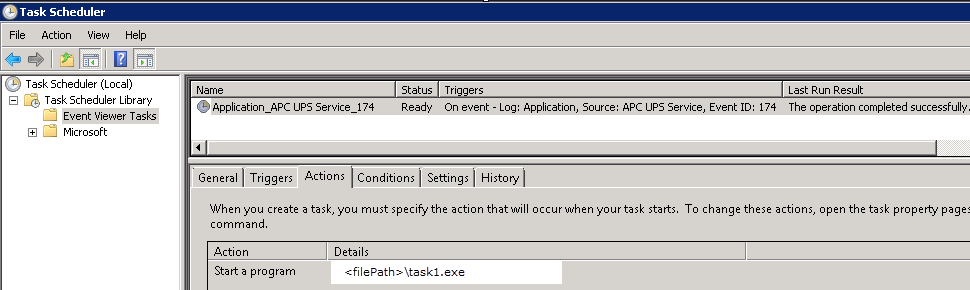 Task Scheduler
File Action View Help
Task Scheduler (Local)
Task Scheduler Library
Event Viewer Tasks
Microsoft
Name Status Triggers Last Run Result
Application_APC UPS Service_174 Ready On event - Log: Application, Source: APC UPS Service, Event ID: 174 The operation completed successfully.
General Triggers Actions Conditions Settings History
When you create a task, you must specify the action that will occur when your task starts. To change these actions, open the task property pages
command.
Action Details
Start a program <filePath>\task1.exe